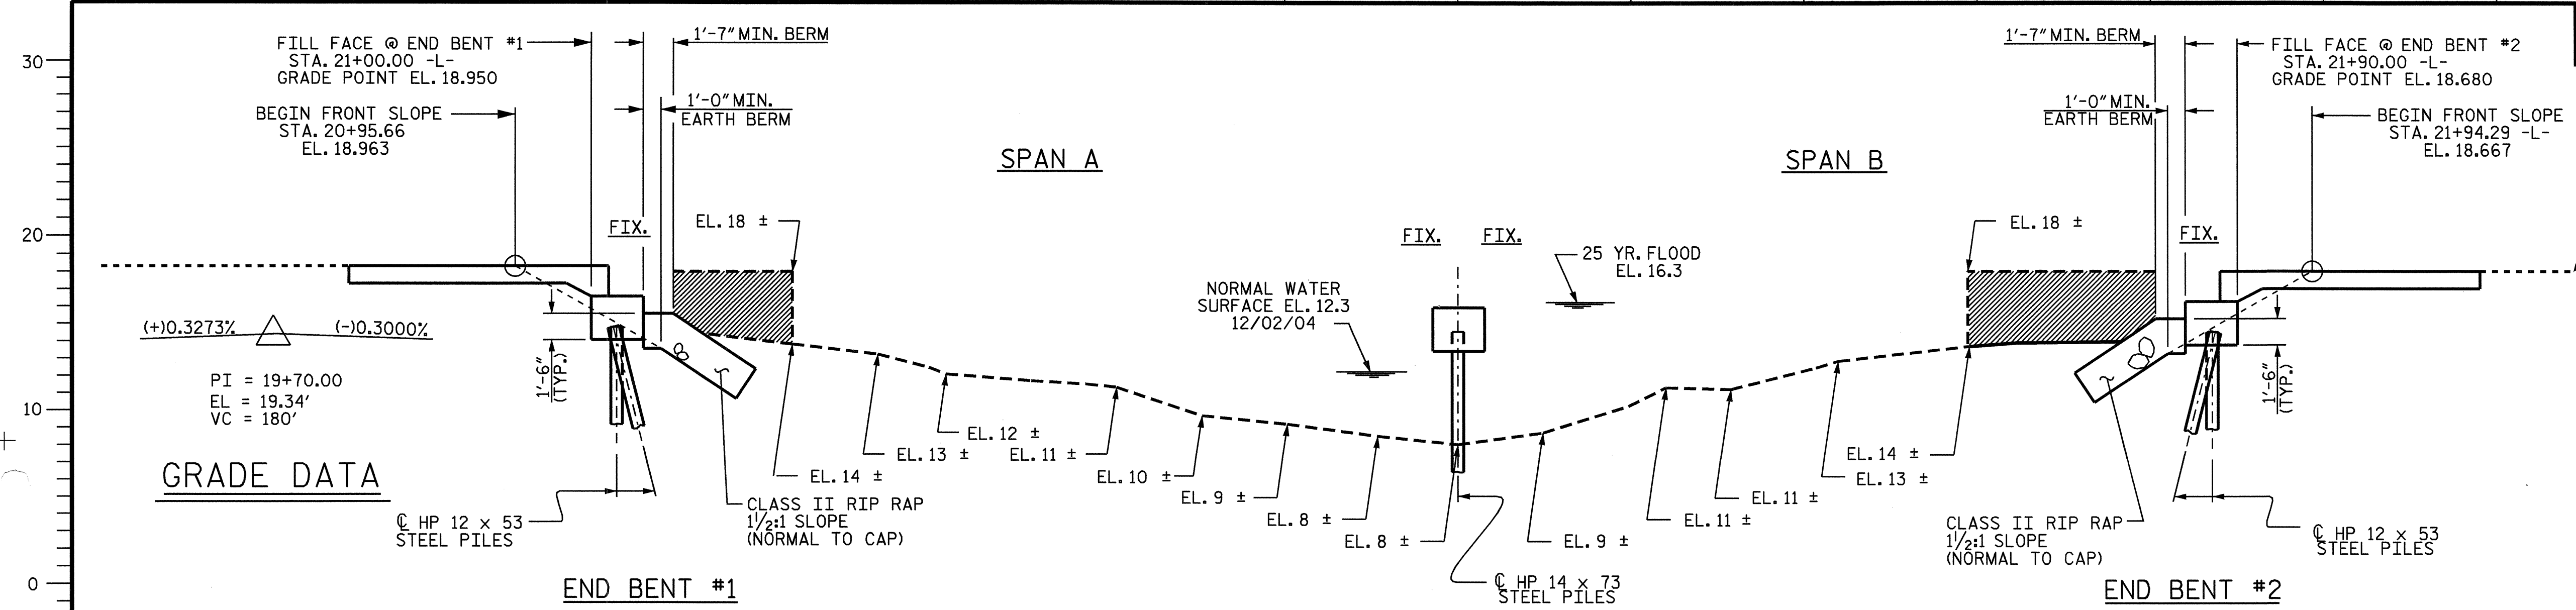 30
20
10
0
FILL FACE @ END BENT #1
STA. 21+00.00 -L-
GRADE POINT EL. 18.950
BEGIN FRONT SLOPE
STA. 20+95.66
EL. 18.963
1'-7" MIN. BERM
1'-0" MIN.
EARTH BERM
FIX.
EL. 18 ±
SPAN A
SPAN B
1'-7" MIN. BERM
1'-0" MIN.
EARTH BERM
FILL FACE @ END BENT #2
STA. 21+90.00 -L-
GRADE POINT EL. 18.680
BEGIN FRONT SLOPE
STA. 21+94.29 -L-
EL. 18.667
EL. 18 ±
FIX.
FIX. FIX.
25 YR. FLOOD
EL. 16.3
NORMAL WATER
SURFACE EL. 12.3
12/02/04
(+)0.3273% (-)0.3000%
PI = 19+70.00
EL = 19.34'
VC = 180'
GRADE DATA
1'-6"
(TYP.)
1'-6"
(TYP.)
EL. 14 ±
EL. 13 ±
EL. 12 ±
EL. 11 ±
EL. 10 ±
EL. 9 ±
EL. 8 ±
EL. 8 ±
EL. 9 ±
EL. 11 ±
EL. 11 ±
EL. 13 ±
EL. 14 ±
℄ HP 12 x 53
STEEL PILES
CLASS II RIP RAP
1½:1 SLOPE
(NORMAL TO CAP)
℄ HP 14 x 73
STEEL PILES
CLASS II RIP RAP
1½:1 SLOPE
(NORMAL TO CAP)
℄ HP 12 x 53
STEEL PILES
END BENT #1
END BENT #2